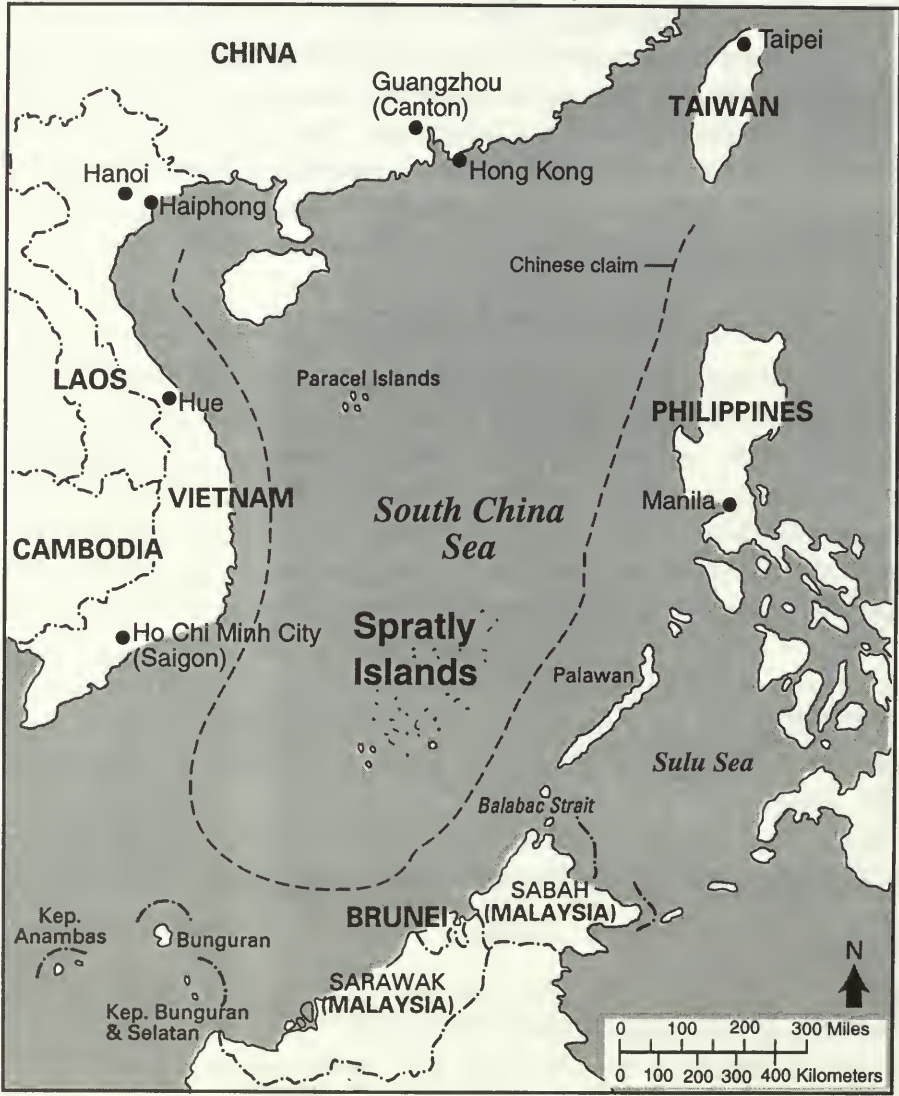 CHINA
Taipei
Guangzhou
(Canton)
TAIWAN
Hong Kong
Hanoi
Haiphong
Chinese claim
Paracel Islands
LAOS
Hue
PHILIPPINES
VIETNAM
Manila
South China
Sea
CAMBODIA
Ho Chi Minh City
(Saigon)
Spratly
Islands
Palawan
Sulu Sea
Balabac Strait
SABAH
(MALAYSIA)
BRUNEI
Kep.
Anambas
Bunguran
SARAWAK
(MALAYSIA)
Kep. Bunguran
& Selatan
N
0 100 200 300 Miles
0 100 200 300 400 Kilometers